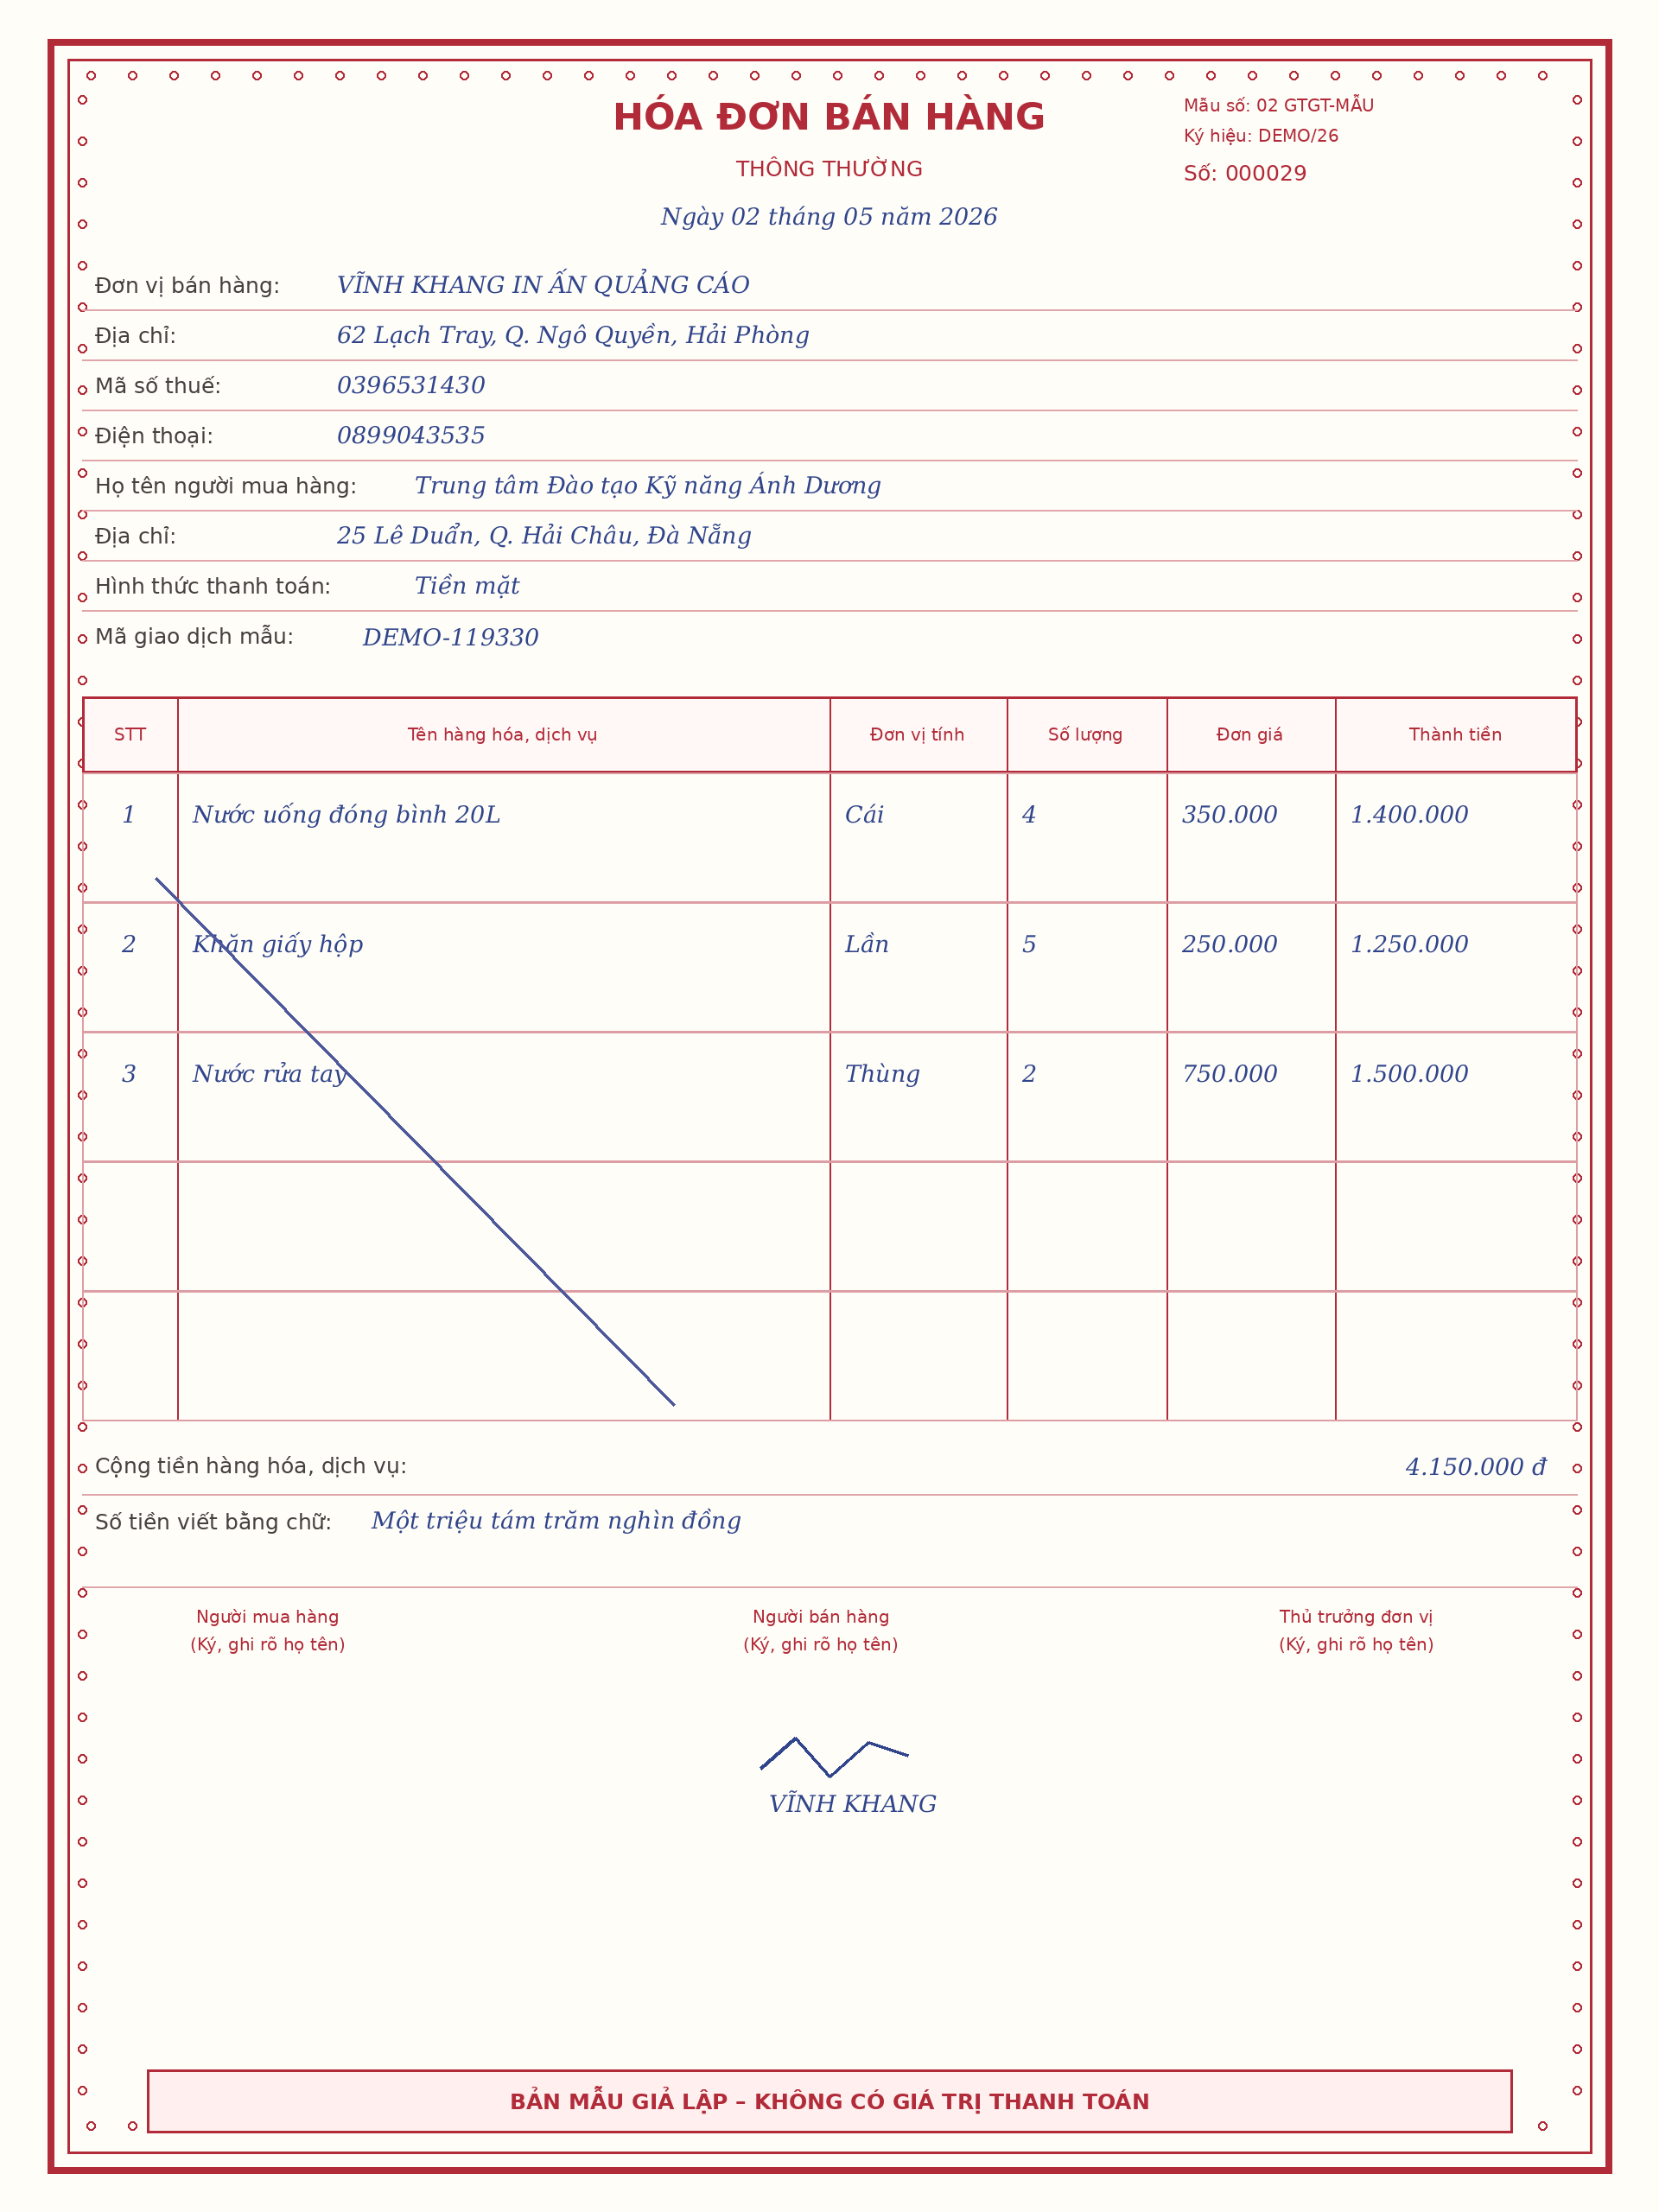 HÓA ĐƠN BÁN HÀNG
Mẫu số: 02 GTGT-MẪU
Ký hiệu: DEMO/26
THÔNG THƯỜNG
Số: 000029
Ngày 02 tháng 05 năm 2026
Đơn vị bán hàng: VĨNH KHANG IN ẤN QUẢNG CÁO
Địa chỉ: 62 Lạch Tray, Q. Ngô Quyền, Hải Phòng
Mã số thuế: 0396531430
Điện thoại: 0899043535
Họ tên người mua hàng: Trung tâm Đào tạo Kỹ năng Ánh Dương
Địa chỉ: 25 Lê Duẩn, Q. Hải Châu, Đà Nẵng
Hình thức thanh toán: Tiền mặt
Mã giao dịch mẫu: DEMO-119330
STT Tên hàng hóa, dịch vụ Đơn vị tính Số lượng Đơn giá Thành tiền
1 Nước uống đóng bình 20L Cái 4 350.000 1.400.000
2 Khăn giấy hộp Lần 5 250.000 1.250.000
3 Nước rửa tay Thùng 2 750.000 1.500.000
Cộng tiền hàng hóa, dịch vụ: 4.150.000 đ
Số tiền viết bằng chữ: Một triệu tám trăm nghìn đồng
Người mua hàng Người bán hàng Thủ trưởng đơn vị
(Ký, ghi rõ họ tên) (Ký, ghi rõ họ tên) (Ký, ghi rõ họ tên)
VĨNH KHANG
BẢN MẪU GIẢ LẬP – KHÔNG CÓ GIÁ TRỊ THANH TOÁN